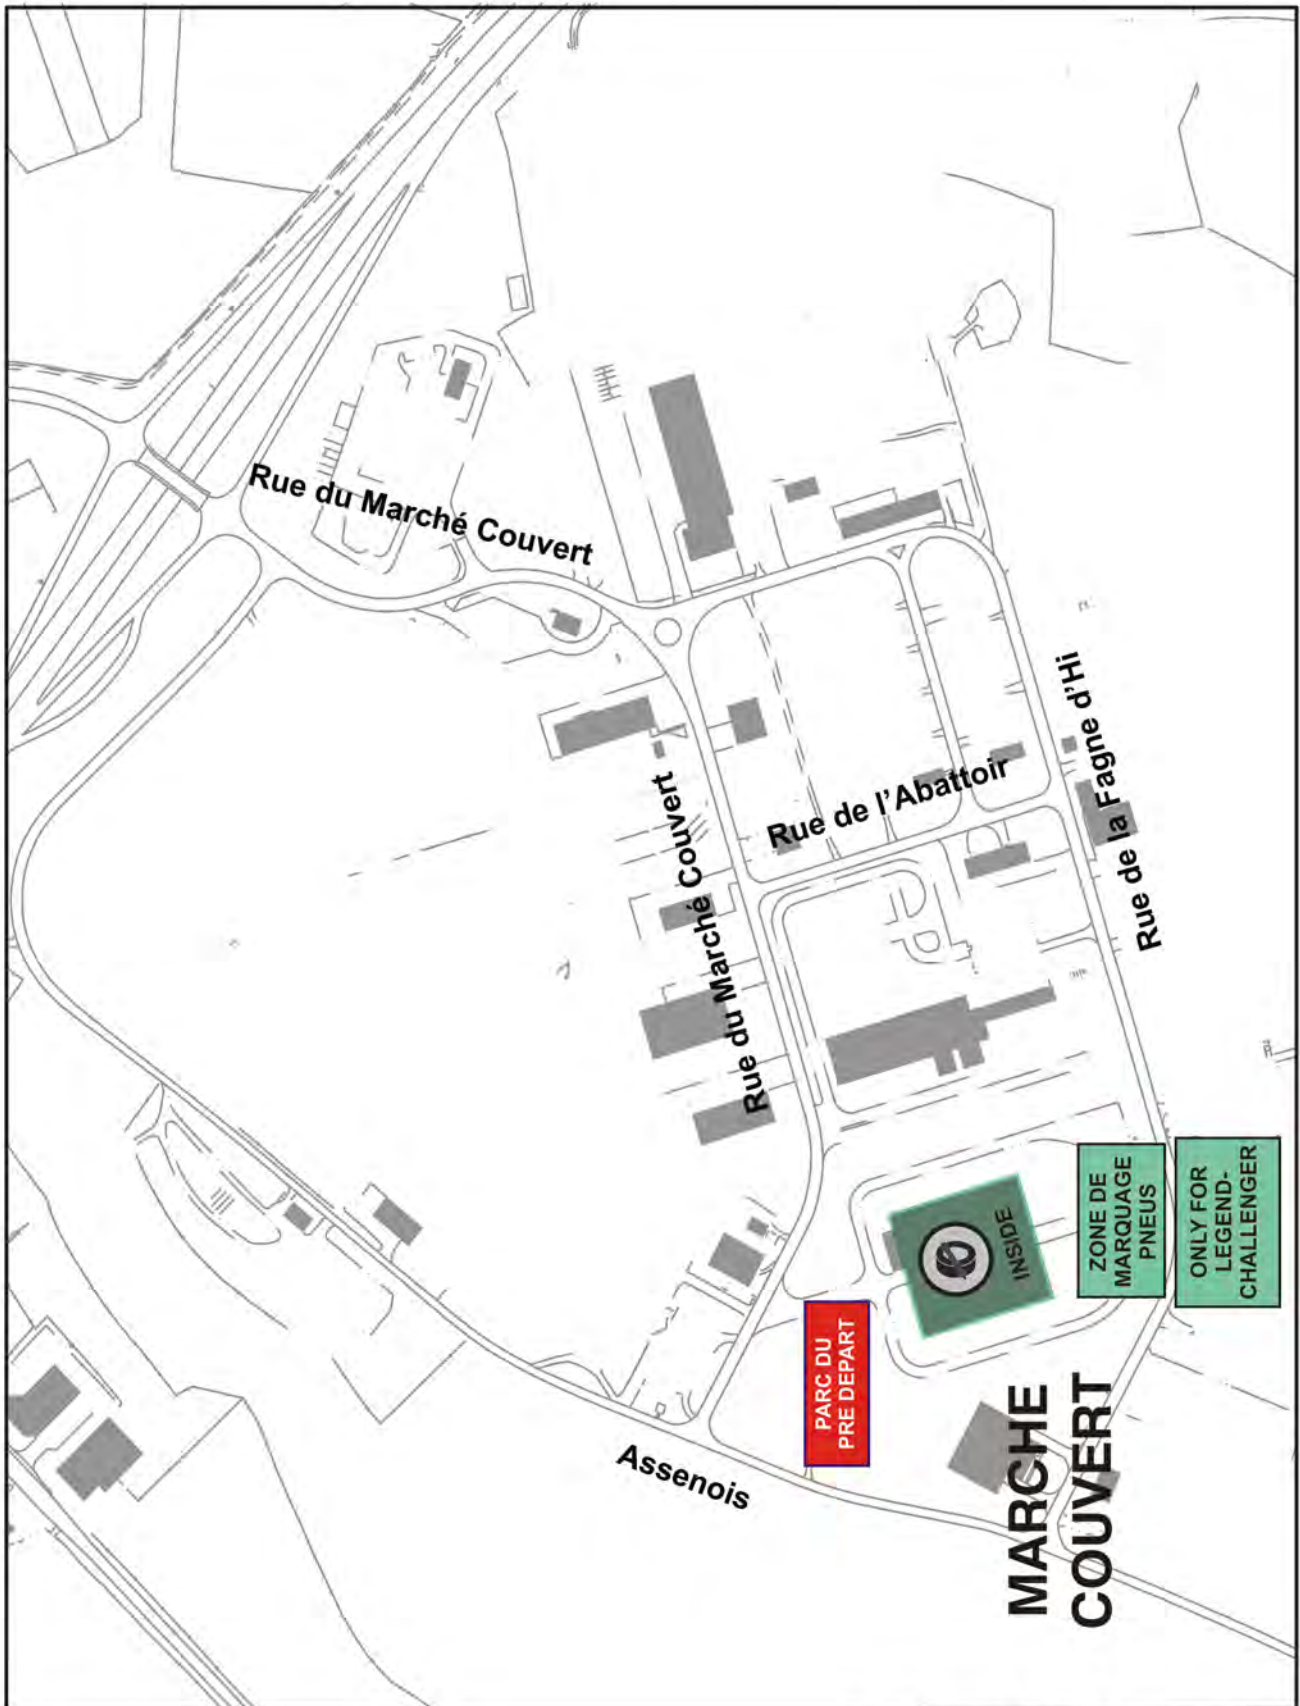 Rue du Marché Couvert
Rue du Marché Couvert
Rue de l'Abattoir
Rue de la Fagne d'Hi
INSIDE
ZONE DE
MARQUAGE
PNEUS
ONLY FOR
LEGEND-
CHALLENGER
PARC DU
PRE DEPART
Assenois
MARCHE
COUVERT